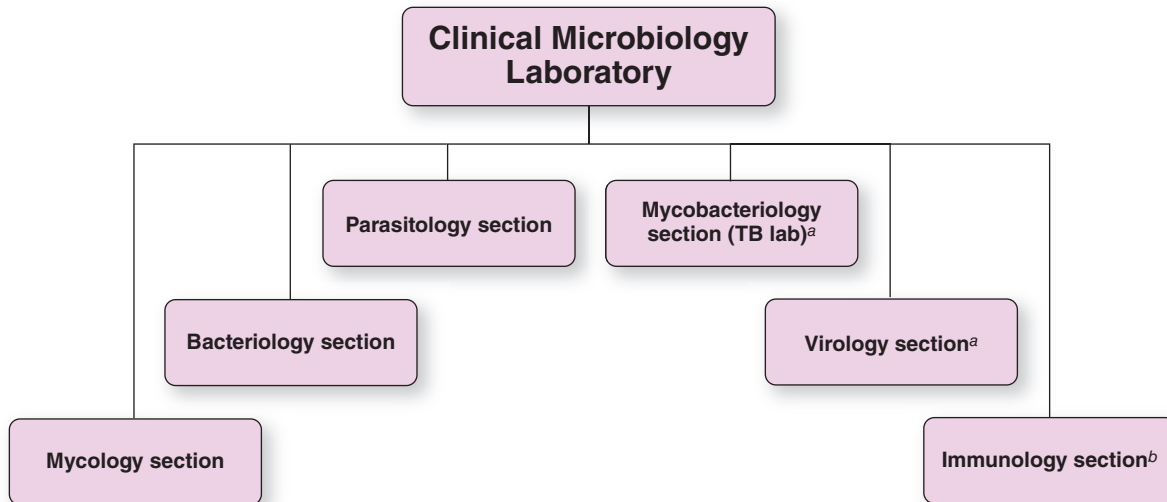 Clinical Microbiology
Laboratory
Parasitology section
Mycobacteriology
section (TB lab)a
Bacteriology section
Virology sectiona
Mycology section
Immunology sectionb